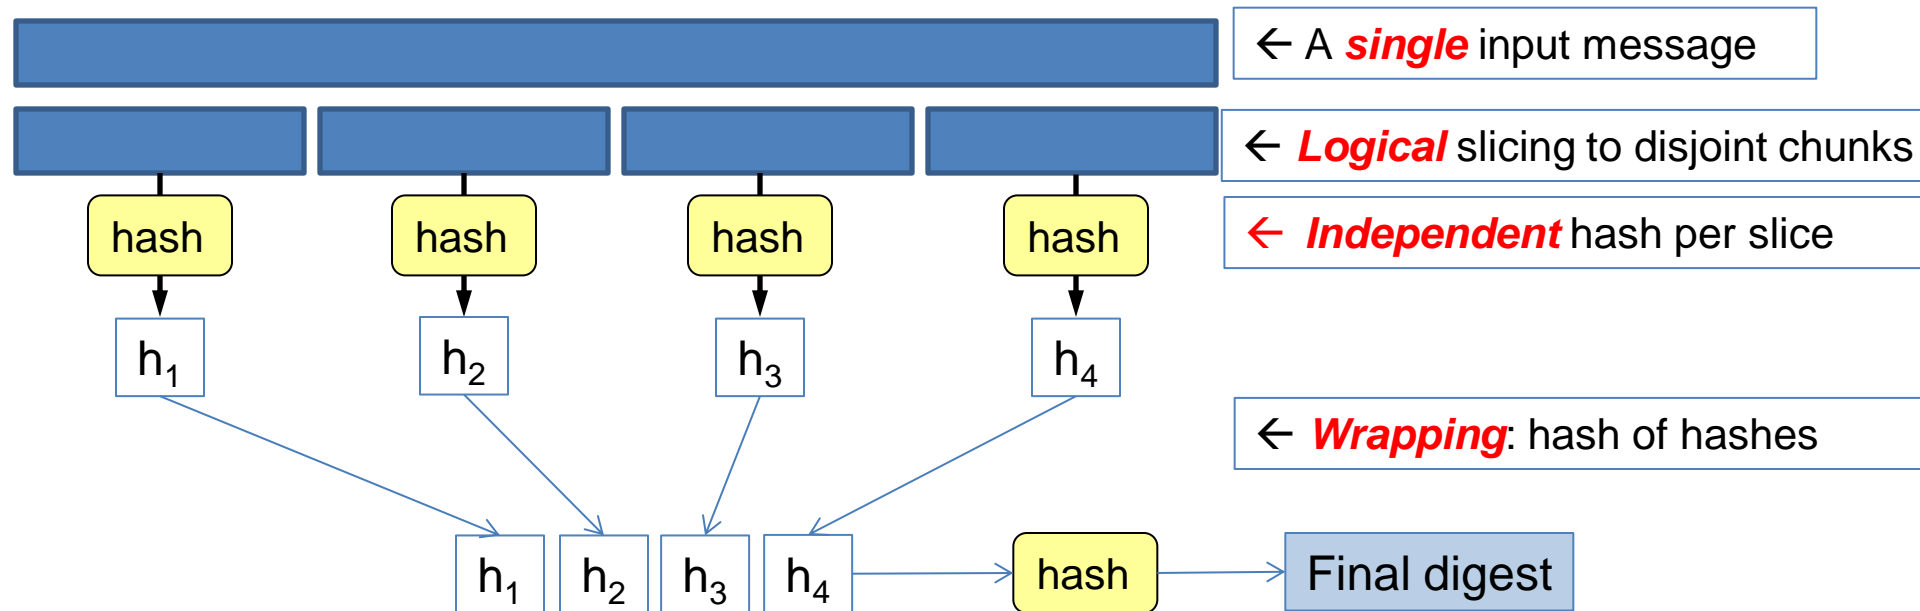 ← A single input message
← Logical slicing to disjoint chunks
hash hash hash hash
← Independent hash per slice
h₁ h₂ h₃ h₄
← Wrapping: hash of hashes
h₁ h₂ h₃ h₄ hash Final digest